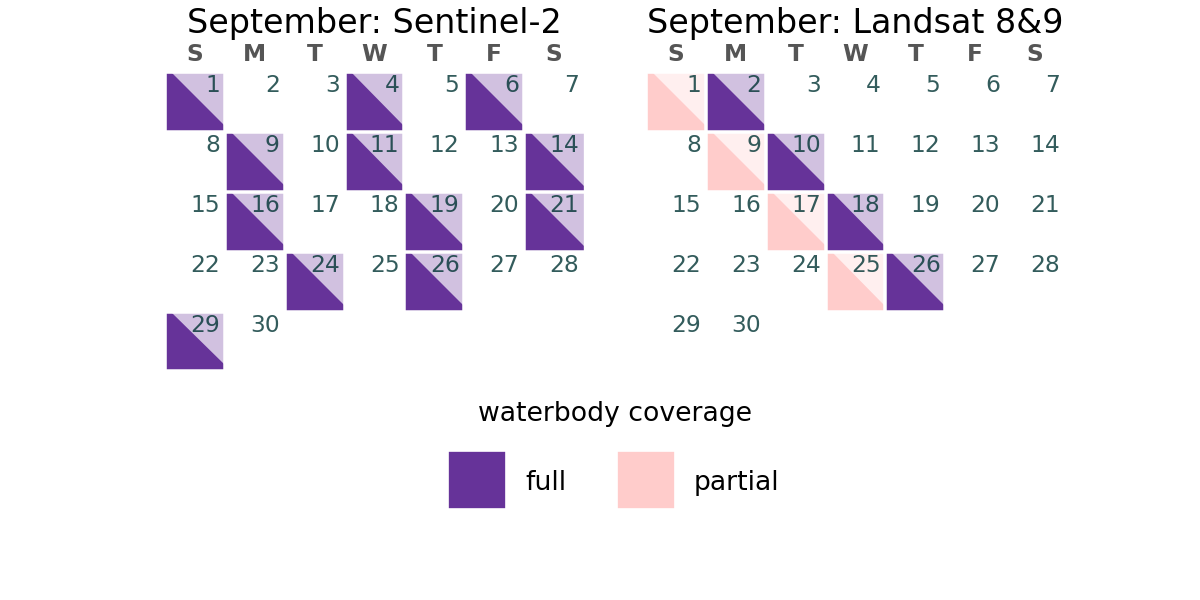 September: Sentinel-2
S M T W T F S
1 2 3 4 5 6 7
8 9 10 11 12 13 14
15 16 17 18 19 20 21
22 23 24 25 26 27 28
29 30
September: Landsat 8&9
S M T W T F S
1 2 3 4 5 6 7
8 9 10 11 12 13 14
15 16 17 18 19 20 21
22 23 24 25 26 27 28
29 30
waterbody coverage
full partial